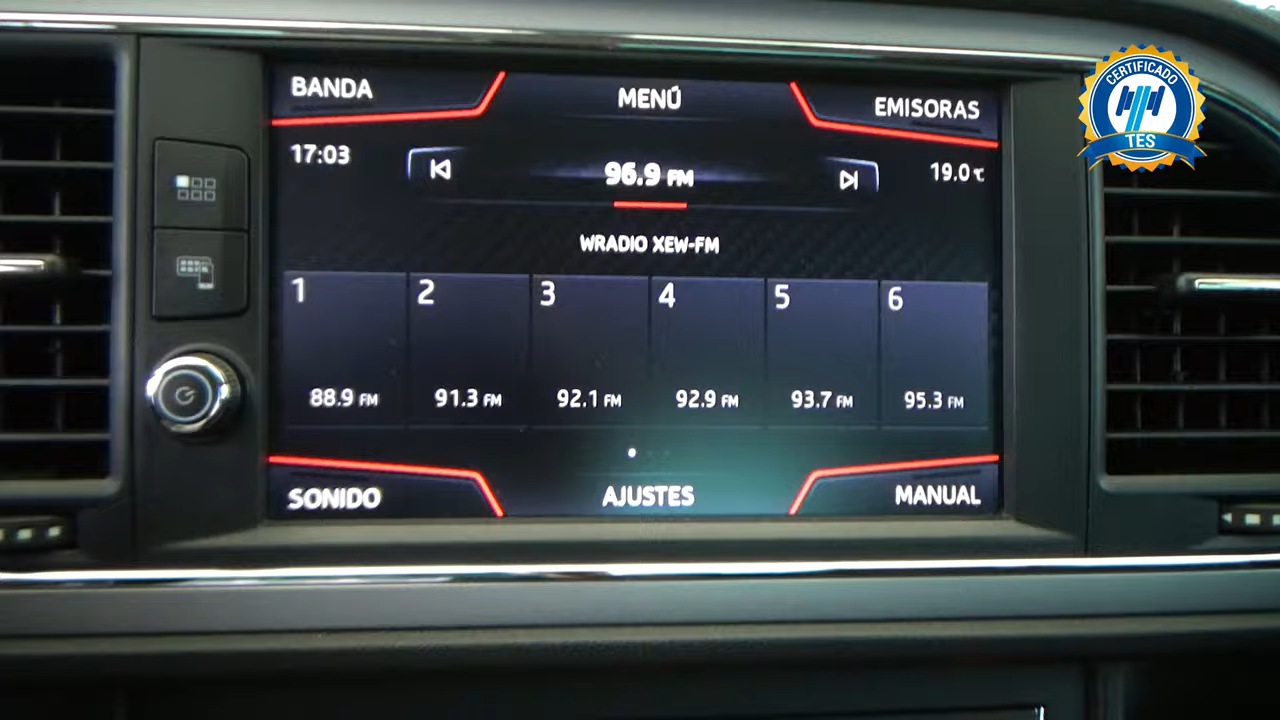 BANDA
MENÚ
EMISORAS
17:03
96.9 FM
19.0 °C
WRADIO XEW-FM
1
2
3
4
5
6
88.9 FM
91.3 FM
92.1 FM
92.9 FM
93.7 FM
95.3 FM
SONIDO
AJUSTES
MANUAL
CERTIFICADO
TES